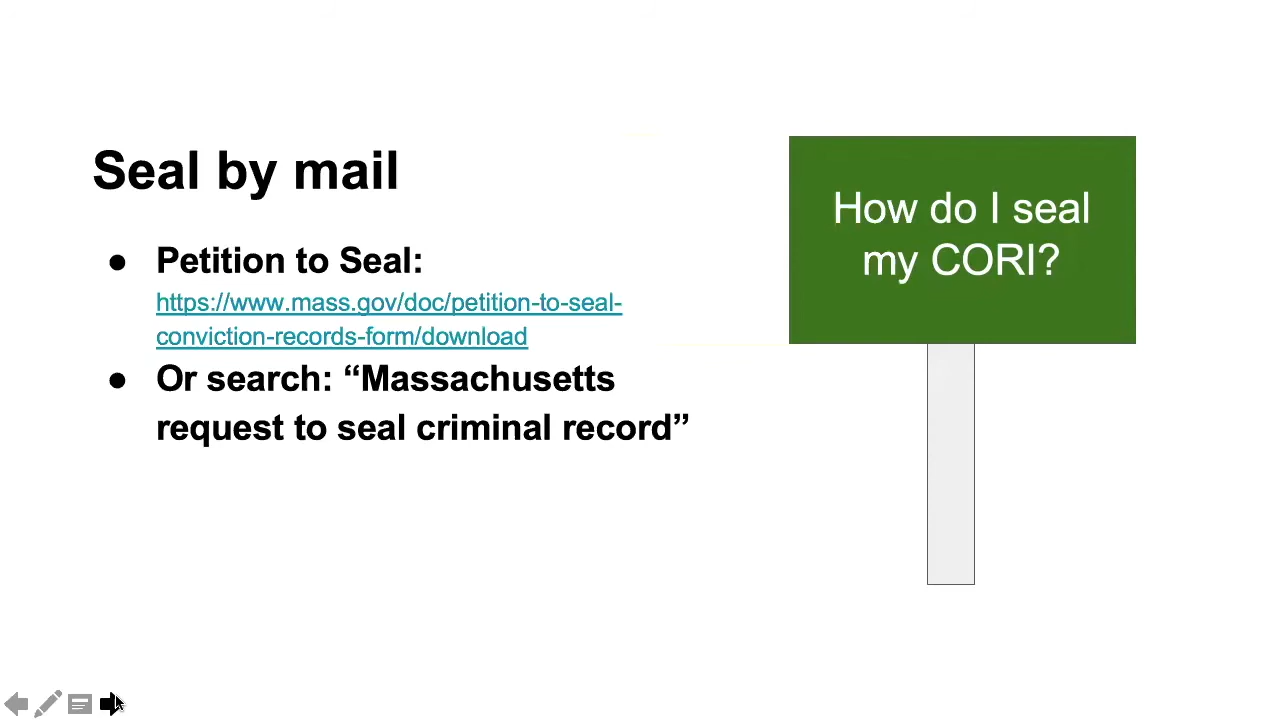 Seal by mail
● Petition to Seal:
https://www.mass.gov/doc/petition-to-seal-
conviction-records-form/download
● Or search: “Massachusetts
request to seal criminal record”
How do I seal
my CORI?